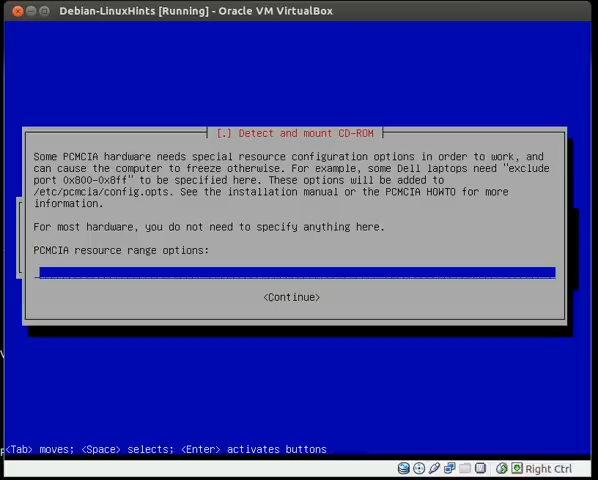 Debian-LinuxHints [Running] - Oracle VM VirtualBox
[.] Detect and mount CD-ROM
Some PCMCIA hardware needs special resource configuration options in order to work, and
can cause the computer to freeze otherwise. For example, some Dell laptops need "exclude
port 0x800-0x8ff" to be specified here. These options will be added to
/etc/pcmcia/config.opts. See the installation manual or the PCMCIA HOWTO for more
information.
For most hardware, you do not need to specify anything here.
PCMCIA resource range options:
<Continue>
<Tab> moves; <Space> selects; <Enter> activates buttons
Right Ctrl